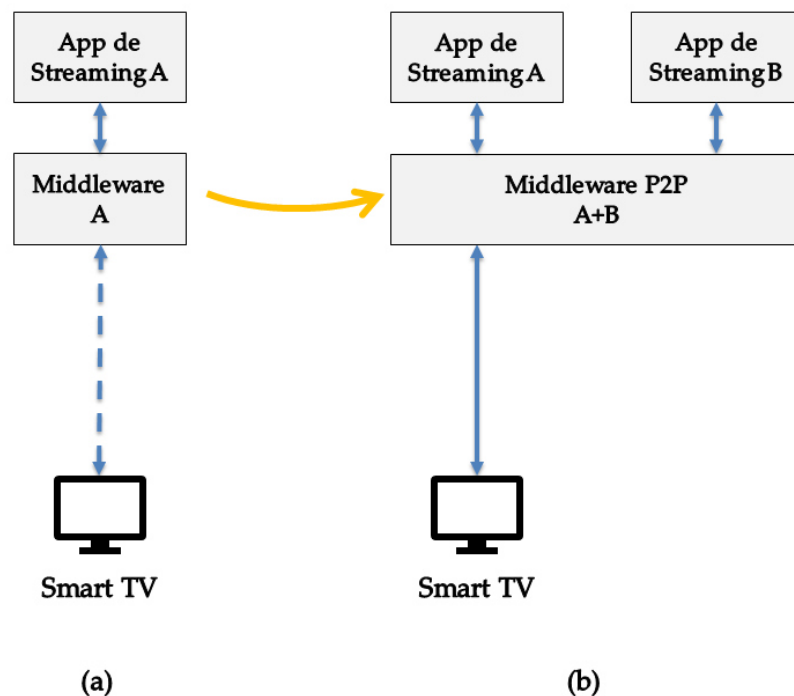 App de
Streaming A
Middleware
A
Smart TV
(a)
App de
Streaming A
App de
Streaming B
Middleware P2P
A+B
Smart TV
(b)